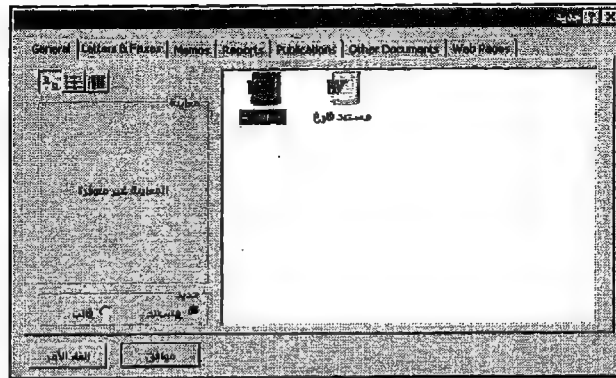 جديد
General
Letters & Faxes
Memos
Reports
Publications
Other Documents
Web Pages
مستند فارغ
معاينة
المعاينة غير متوفرة
جديد
مستند
قالب
موافق
إلغاء الأمر